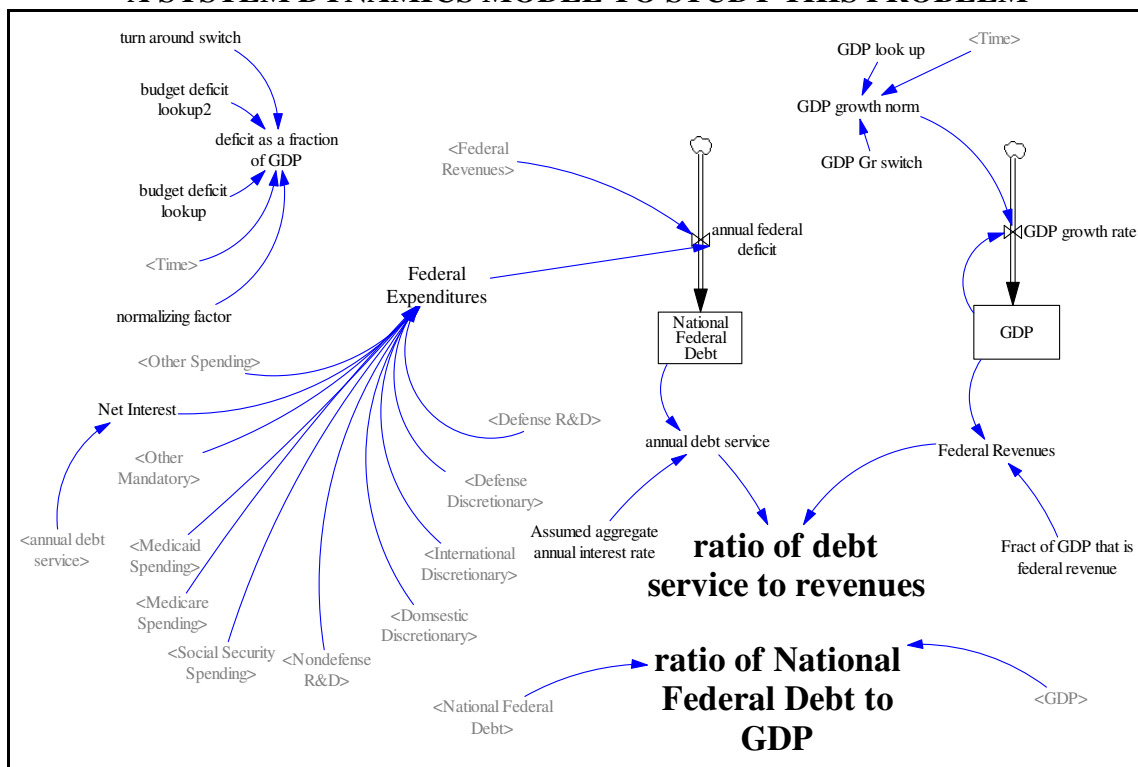 A SYSTEM DYNAMICS MODEL TO STUDY THIS PROBLEM
turn around switch
budget deficit
lookup2
deficit as a fraction
of GDP
budget deficit
lookup
<Time>
normalizing factor
<Federal
Revenues>
annual federal
deficit
GDP look up
<Time>
GDP growth norm
GDP Gr switch
GDP growth rate
Federal
Expenditures
National
Federal
Debt
GDP
<Other Spending>
Net Interest
<Other
Mandatory>
<annual debt
service>
<Medicaid
Spending>
<Medicare
Spending>
<Social Security
Spending>
<Nondefense
R&D>
<Domsestic
Discretionary>
<International
Discretionary>
<Defense
Discretionary>
<Defense R&D>
annual debt service
Federal Revenues
Assumed aggregate
annual interest rate
ratio of debt
service to revenues
Fract of GDP that is
federal revenue
<National Federal
Debt>
ratio of National
Federal Debt to
GDP
<GDP>